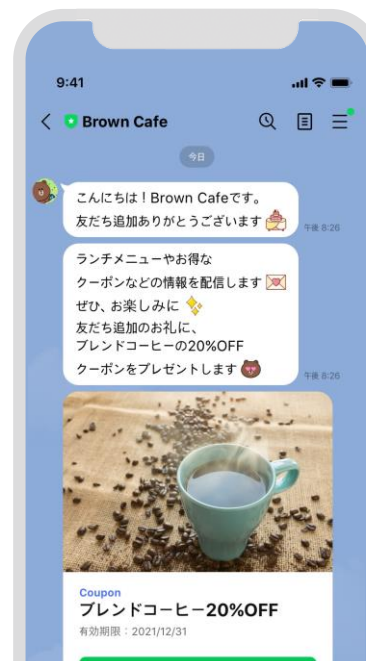 9:41
Brown Cafe
今日
こんにちは！Brown Cafeです。
友だち追加ありがとうございます
午後 8:26
ランチメニューやお得な
クーポンなどの情報を配信します
ぜひ、お楽しみに
友だち追加のお礼に、
ブレンドコーヒーの20%OFF
クーポンをプレゼントします
午後 8:26
Coupon
ブレンドコーヒー20%OFF
有効期限：2021/12/31